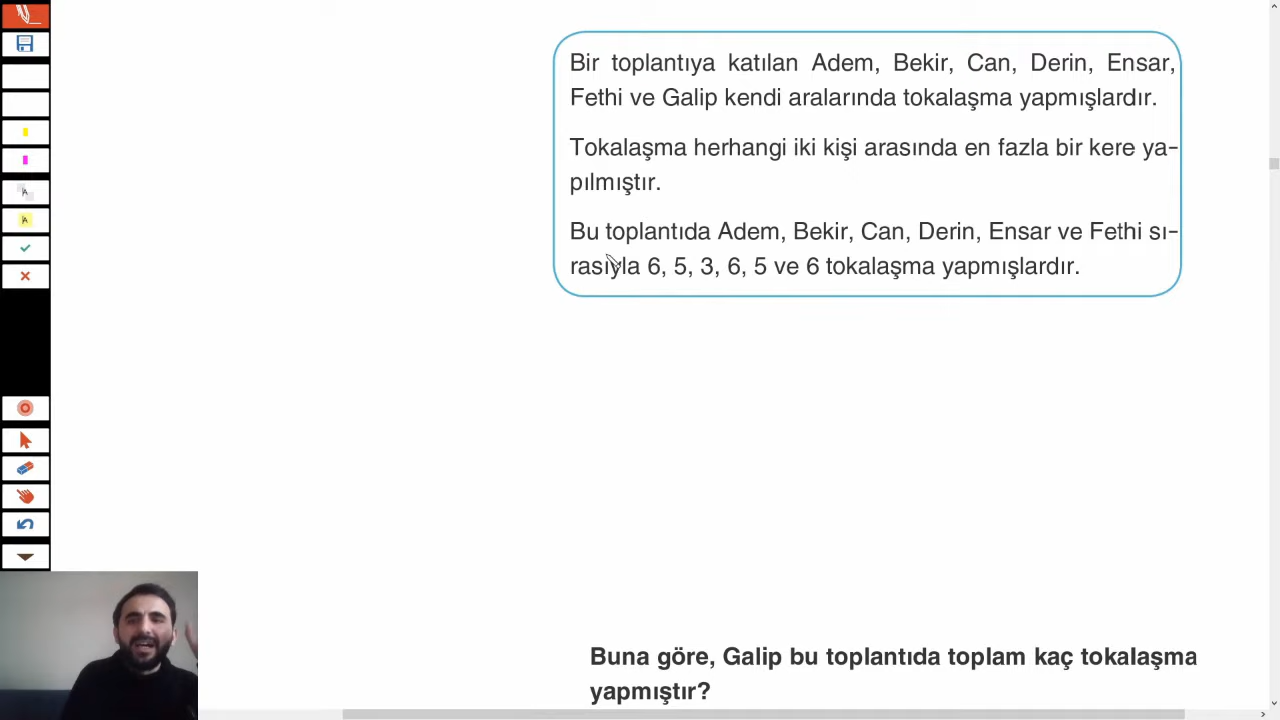 Bir toplantıya katılan Adem, Bekir, Can, Derin, Ensar,
Fethi ve Galip kendi aralarında tokalaşma yapmışlardır.
Tokalaşma herhangi iki kişi arasında en fazla bir kere ya-
pılmıştır.
Bu toplantıda Adem, Bekir, Can, Derin, Ensar ve Fethi sı-
rasıyla 6, 5, 3, 6, 5 ve 6 tokalaşma yapmışlardır.
Buna göre, Galip bu toplantıda toplam kaç tokalaşma
yapmıştır?